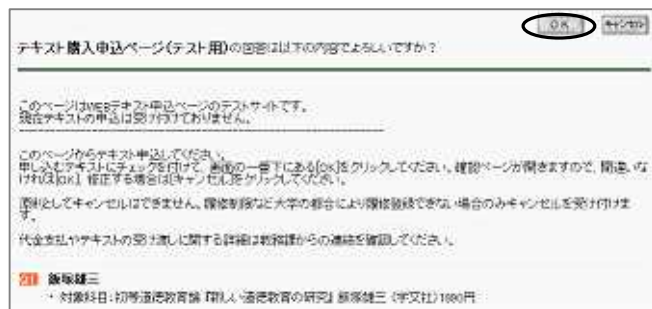 OK キャンセル
テキスト購入申込ページ(テスト用)の回答は以下の内容でよろしいですか？
このページはWEBテキスト申込ページのテストサイトです。
現在テキストの申込は受け付けておりません。
このページからテキスト申込してください。
申し込むテキストにチェックを付けて、画面の一番下にある[OK]をクリックしてください。確認ページが開きますので、間違いな
ければ[OK] 修正する場合は[キャンセル]をクリックしてください。
原則としてキャンセルはできません。履修制限など大学の都合により履修登録できない場合のみキャンセルを受け付けま
す。
代金支払やテキストの受け渡しに関する詳細は教務課からの連絡を確認してください。
飯塚雄三
・対象科目：初等道徳教育論『新しい道徳教育の研究』飯塚雄三 (学文社)